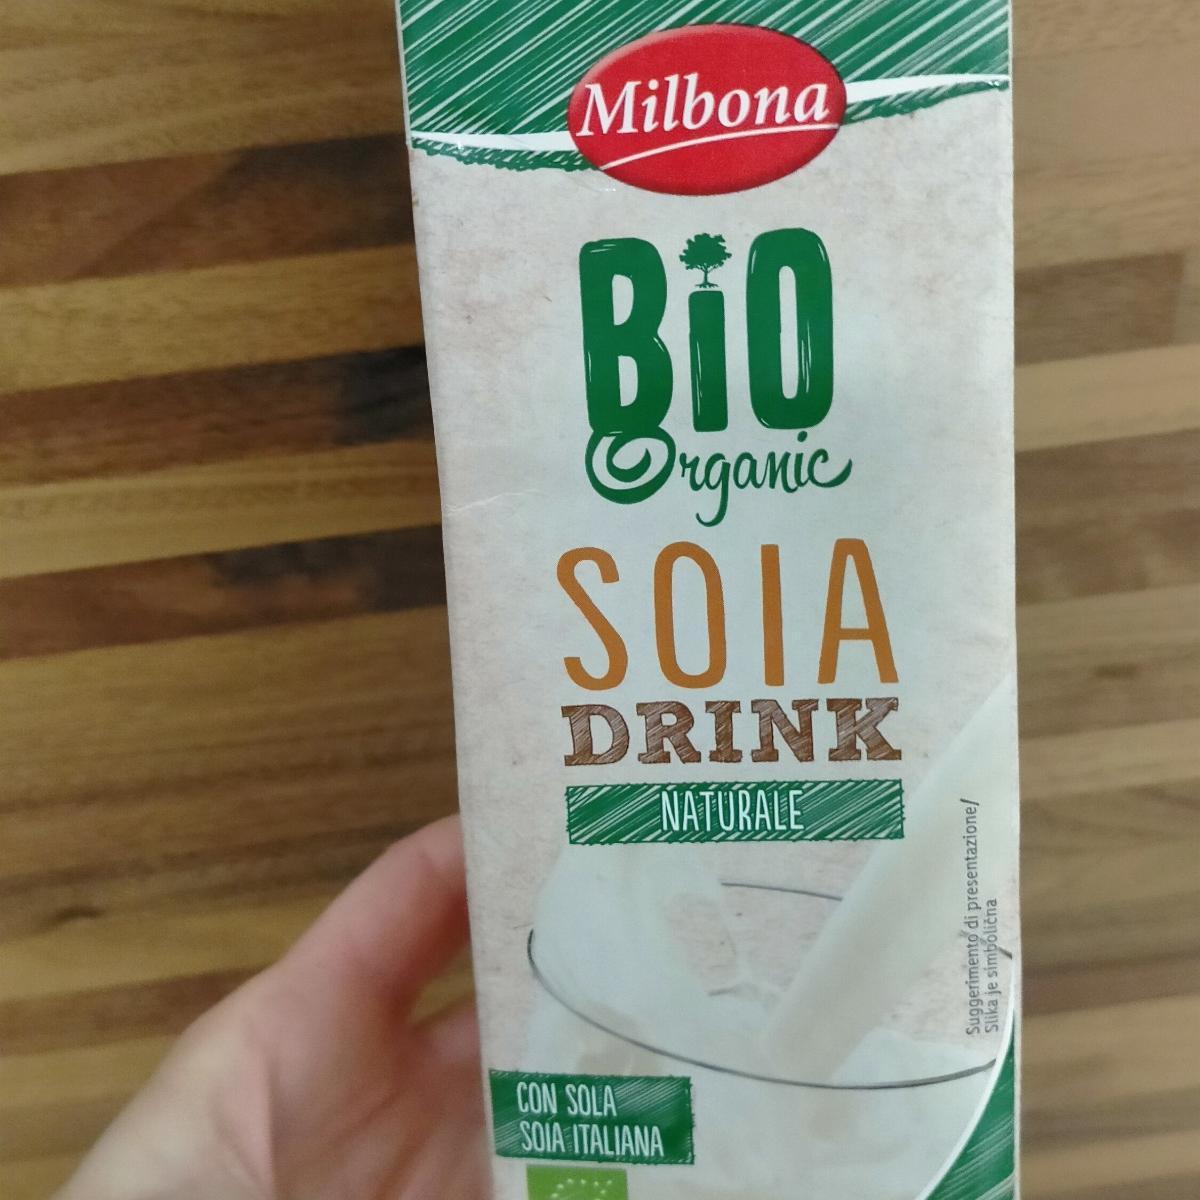 Milbona
BiO
Organic
SOIA
DRINK
NATURALE
Suggerimento di presentazione/
Slika je simbolična
CON SOLA
SOIA ITALIANA